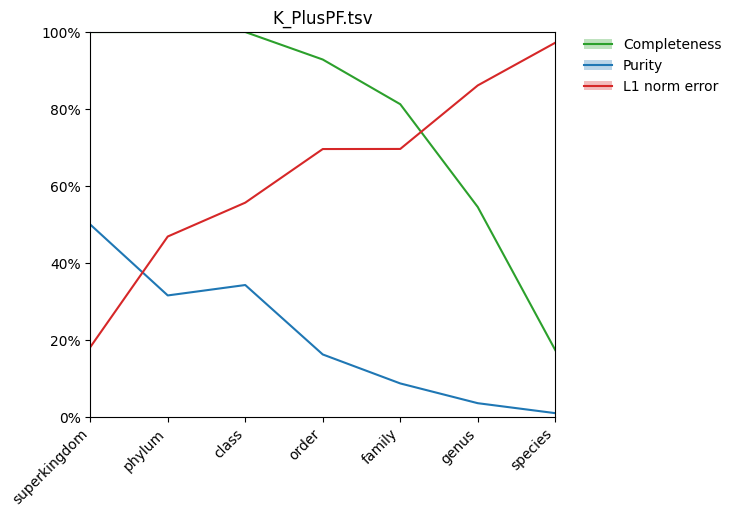 K_PlusPF.tsv
100%
80%
60%
40%
20%
0%
superkingdom
phylum
class
order
family
genus
species
Completeness
Purity
L1 norm error